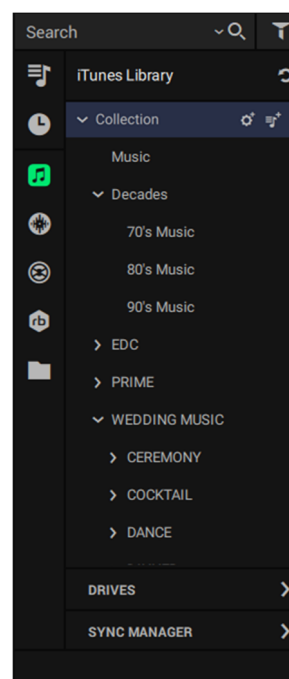 Search
iTunes Library
Collection
Music
Decades
70's Music
80's Music
90's Music
EDC
PRIME
WEDDING MUSIC
CEREMONY
COCKTAIL
DANCE
DRIVES
SYNC MANAGER
rb